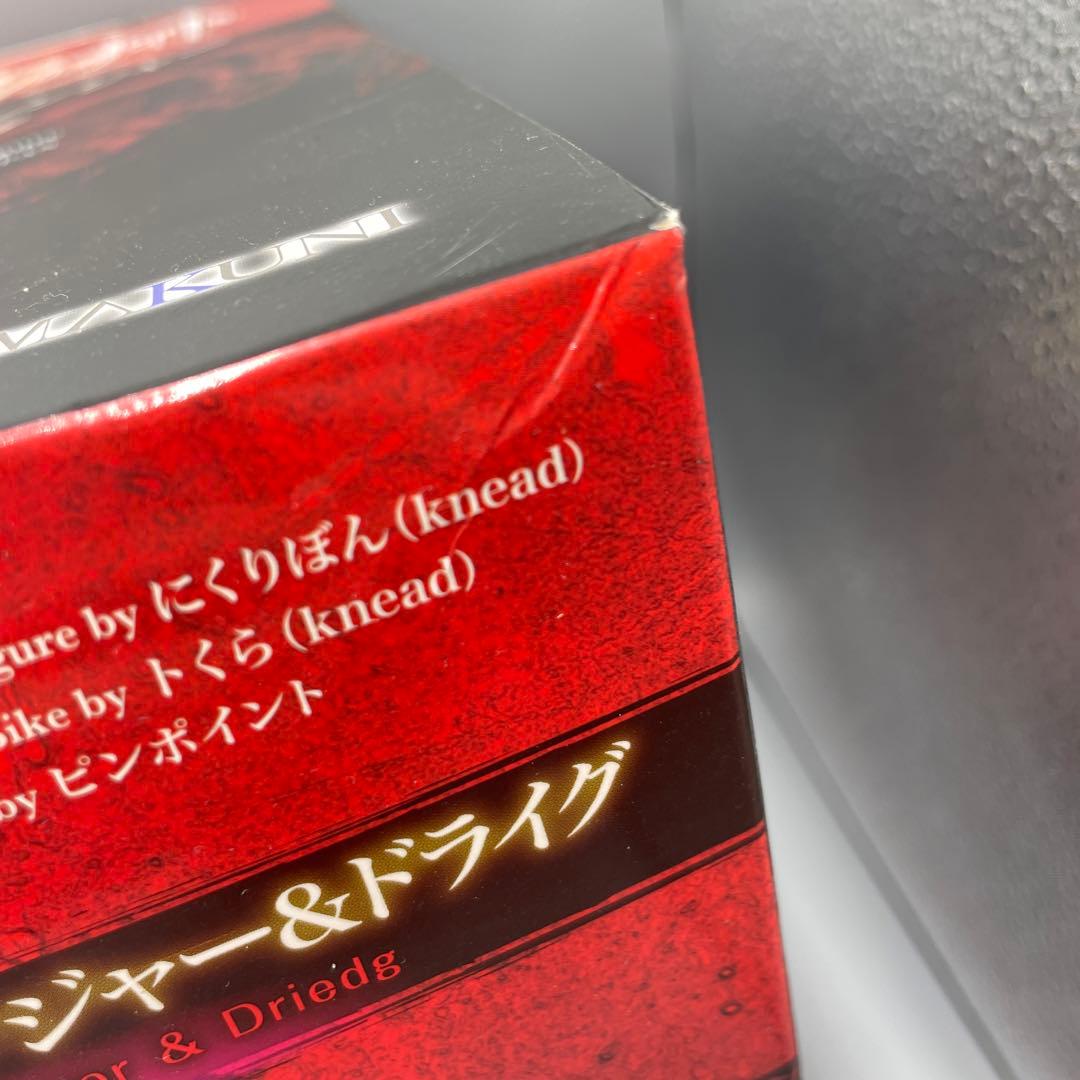 MAKUNI
gure by にくりぼん(knead)
Bike by トくら(knead)
by ピンポイント
ジャー&ドライグ
or & Driedg